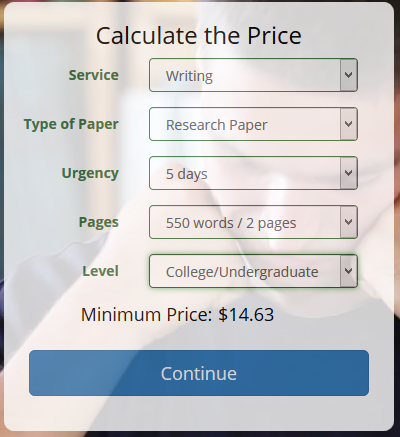 Calculate the Price
Service Writing
Type of Paper Research Paper
Urgency 5 days
Pages 550 words / 2 pages
Level College/Undergraduate
Minimum Price: $14.63
Continue